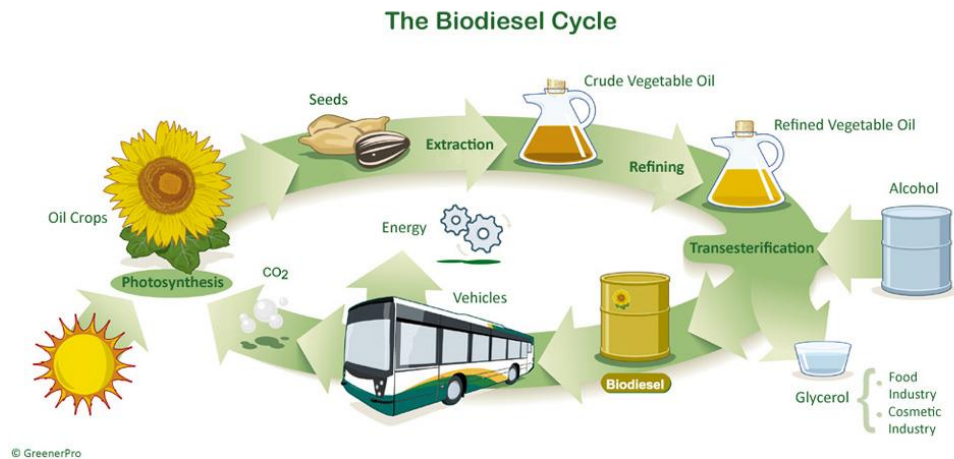 The Biodiesel Cycle
Seeds
Crude Vegetable Oil
Extraction
Refining
Refined Vegetable Oil
Oil Crops
Alcohol
Energy
Transesterification
Photosynthesis
CO2
Vehicles
Biodiesel
Glycerol
· Food
Industry
· Cosmetic
Industry
© GreenerPro